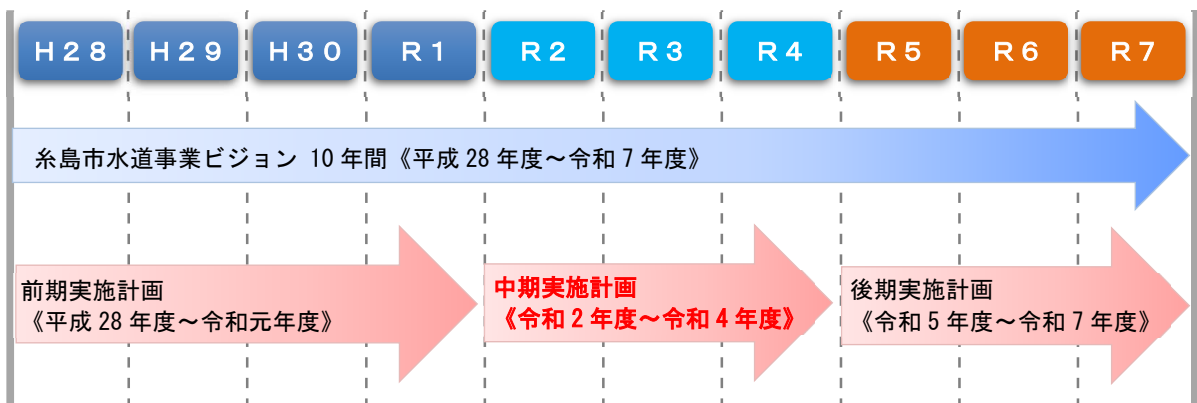 H28 H29 H30 R1 R2 R3 R4 R5 R6 R7
糸島市水道事業ビジョン 10年間《平成28年度～令和7年度》
前期実施計画
《平成28年度～令和元年度》
中期実施計画
《令和2年度～令和4年度》
後期実施計画
《令和5年度～令和7年度》